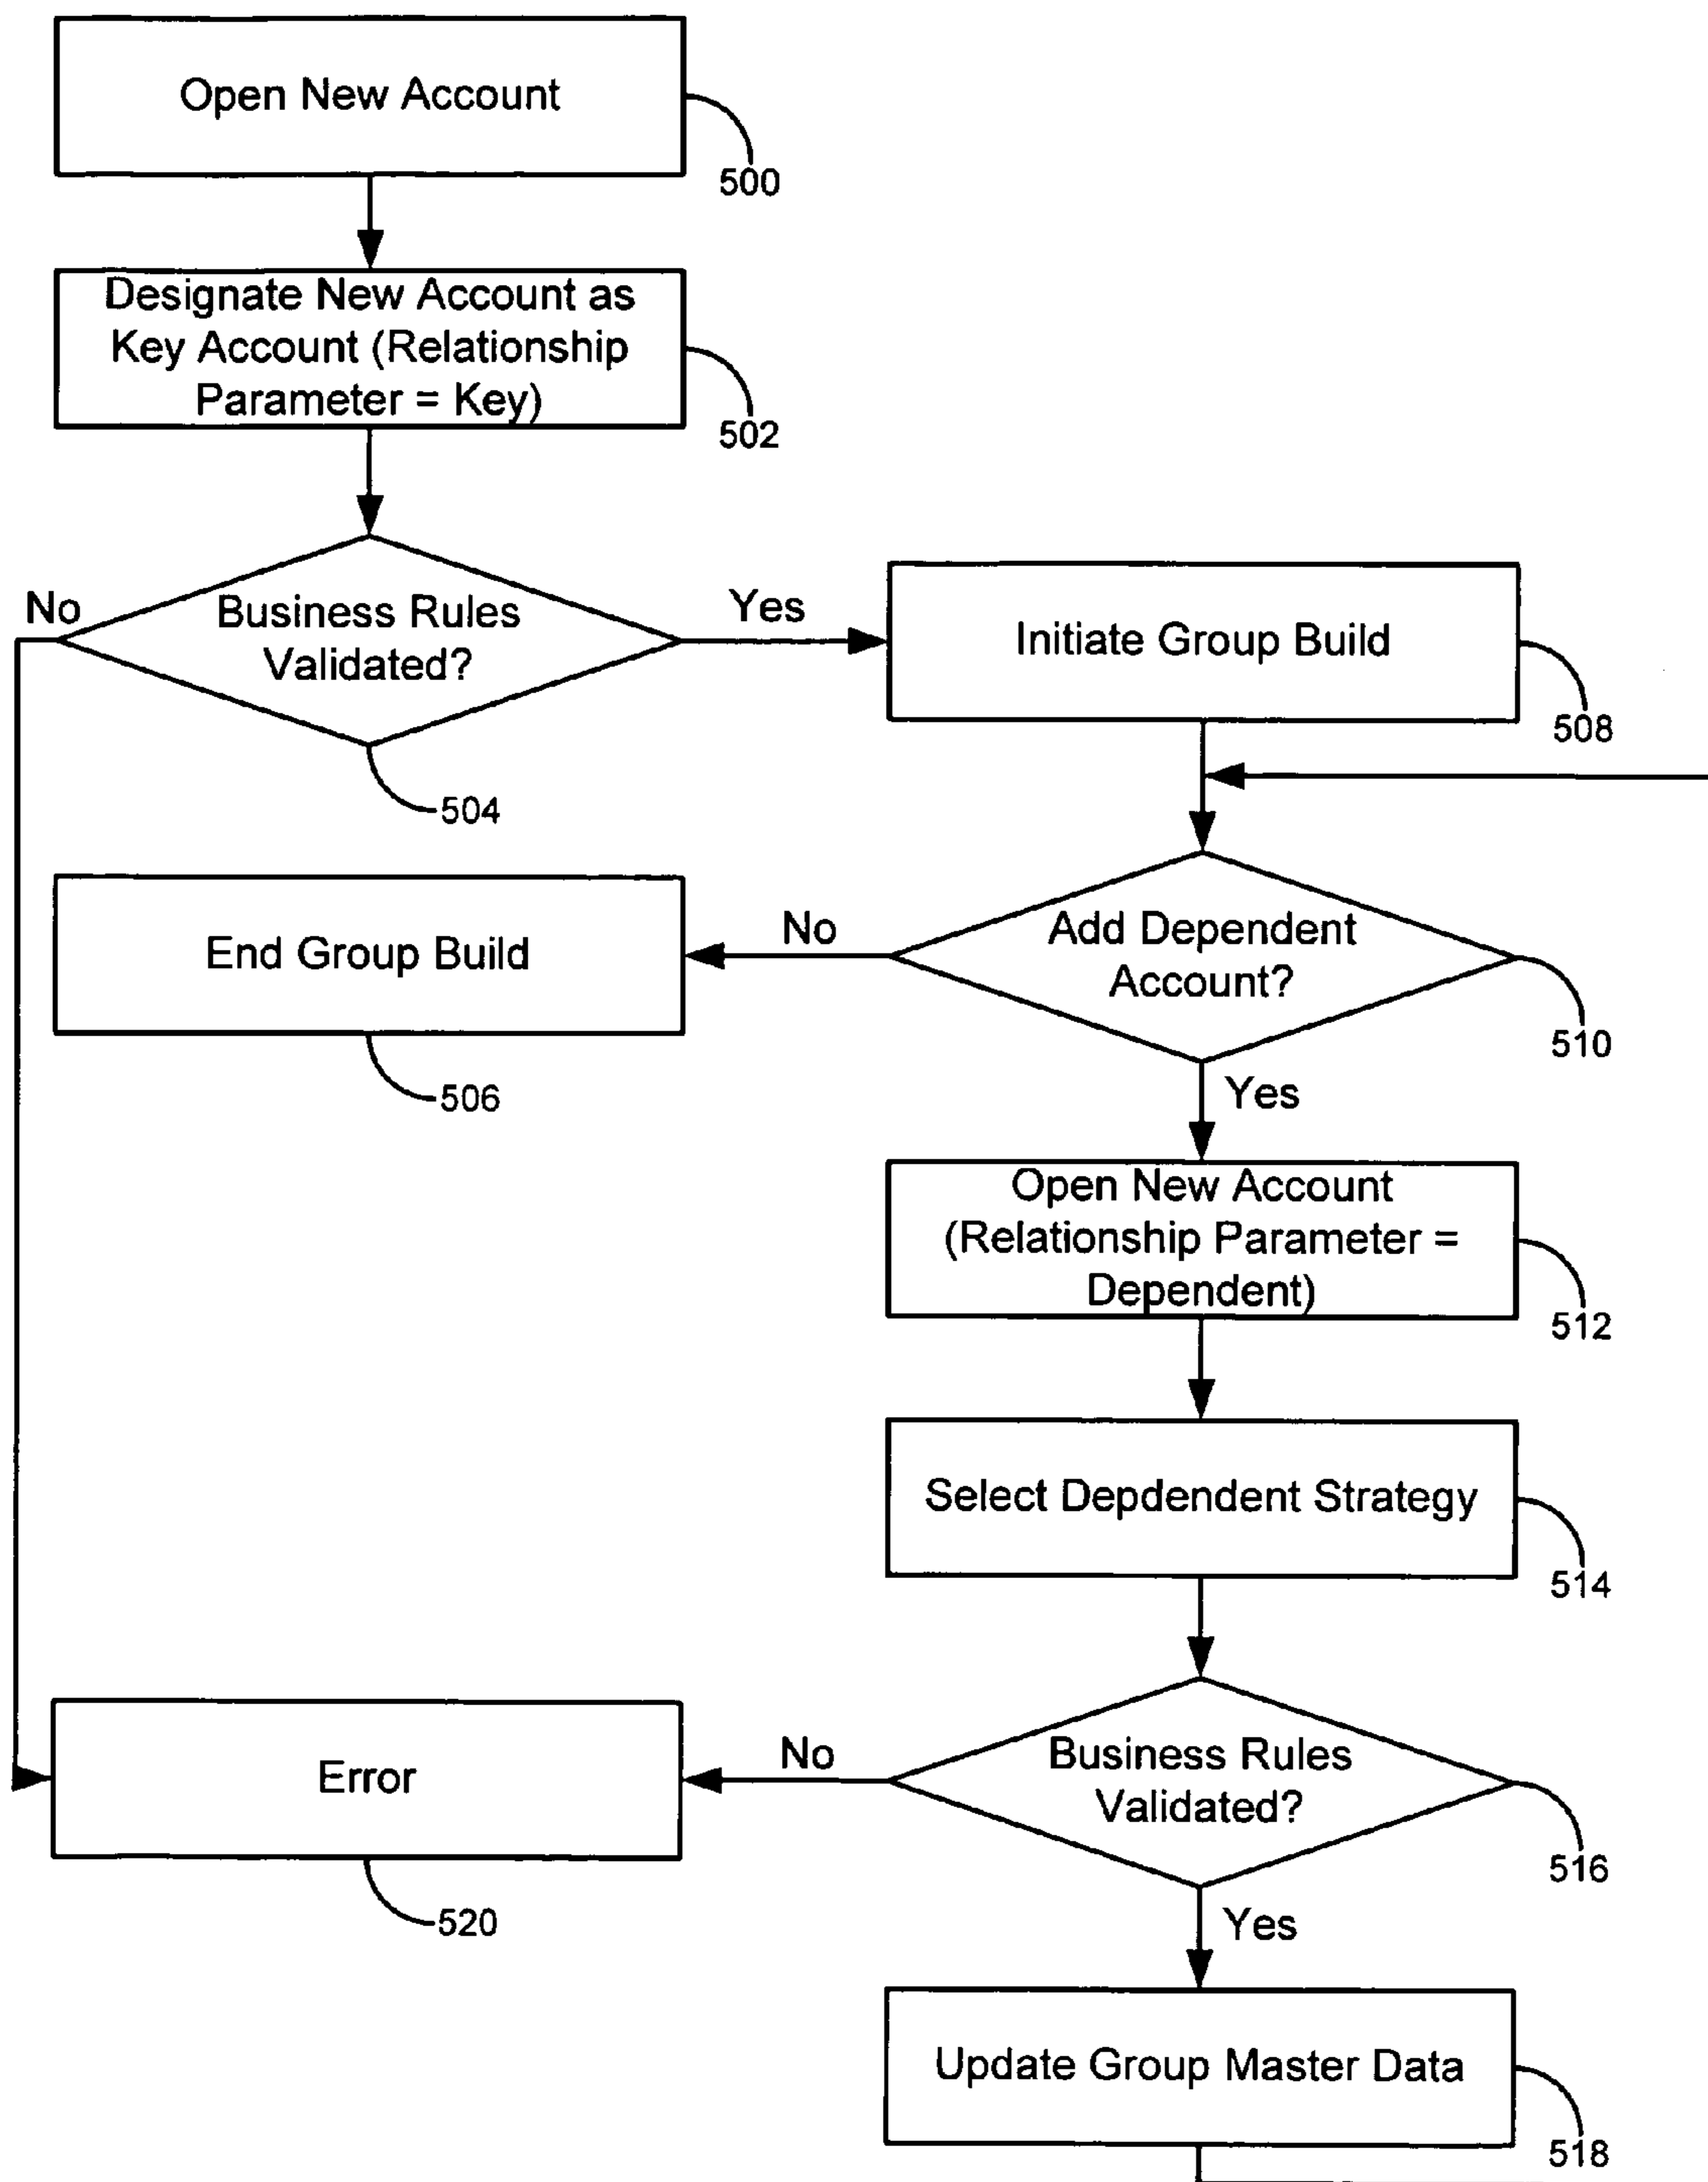 Open New Account
500
Designate New Account as
Key Account (Relationship
Parameter = Key)
502
No
Business Rules
Validated?
Yes
504
Initiate Group Build
508
End Group Build
506
No
Add Dependent
Account?
510
Yes
Open New Account
(Relationship Parameter =
Dependent)
512
Select Depdendent Strategy
514
Error
520
No
Business Rules
Validated?
516
Yes
Update Group Master Data
518